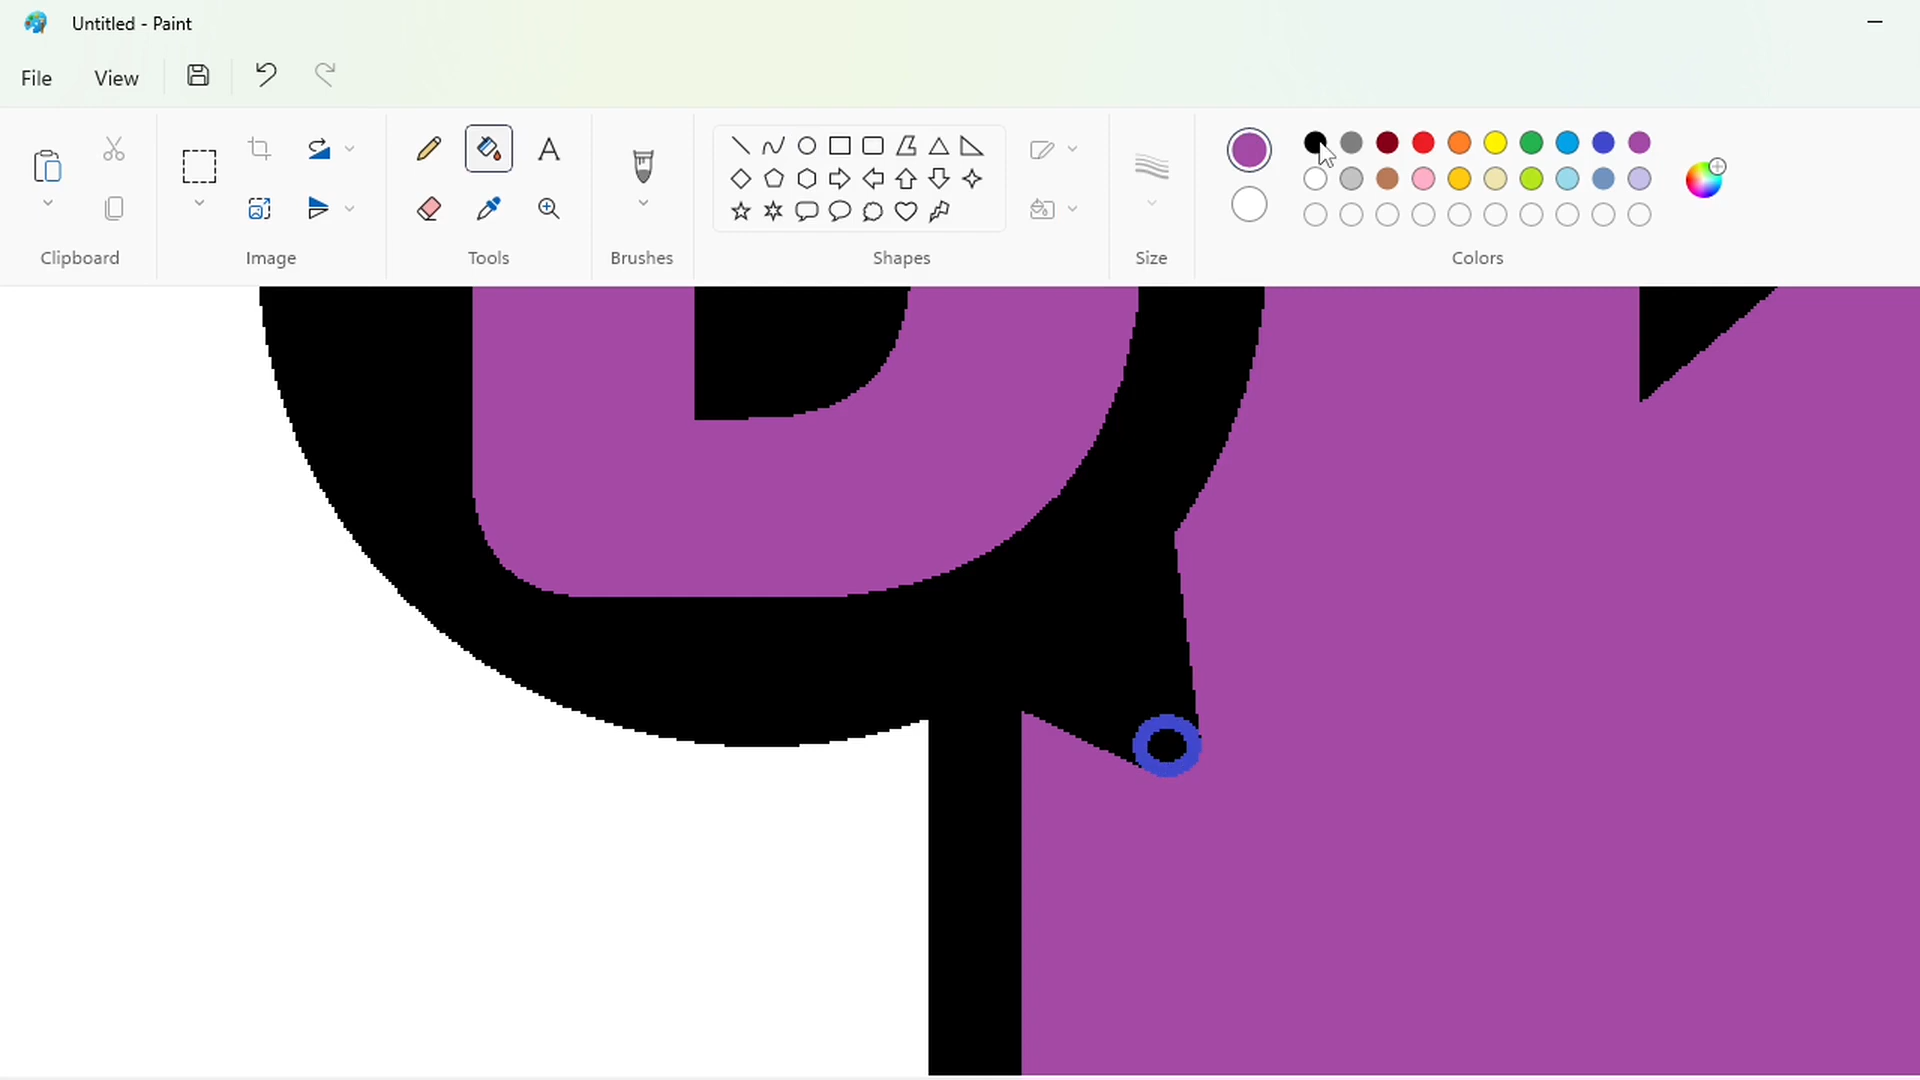 Untitled - Paint
File View
Clipboard Image Tools Brushes Shapes Size Colors